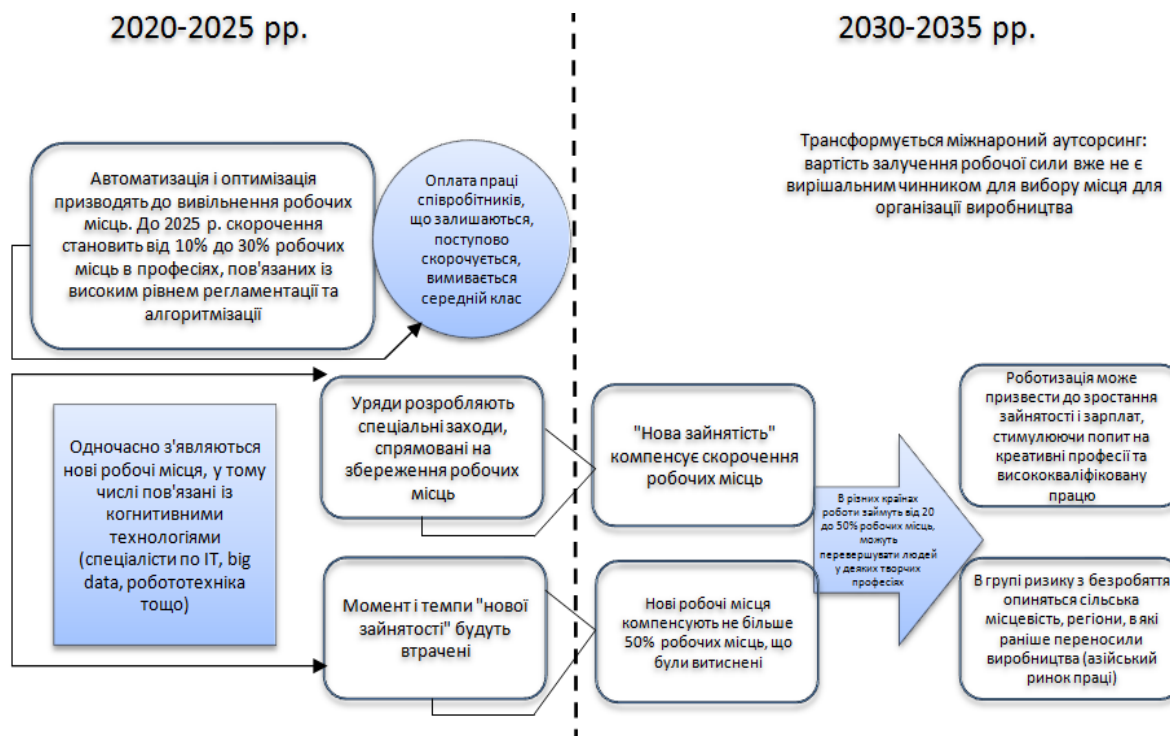 2020-2025 рр.
2030-2035 рр.
Автоматизація і оптимізація
призводять до вивільнення робочих
місць. До 2025 р. скорочення
становить від 10% до 30% робочих
місць в професіях, пов'язаних із
високим рівнем регламентації та
алгоритмізації
Оплата праці
співробітників,
що залишаються,
поступово
скорочується,
вимивається
середній клас
Трансформується міжнароний аутсорсинг:
вартість залучення робочої сили вже не є
вирішальним чинником для вибору місця для
організації виробництва
Одночасно з'являються
нові робочі місця, у тому
числі пов'язані із
когнитивними
технологіями
(спеціалісти по ІТ, big
data, робототехніка
тощо)
Уряди розробляють
спеціальні заходи,
спрямовані на
збереження робочих
місць
Момент і темпи "нової
зайнятості" будуть
втрачені
"Нова зайнятість"
компенсує скорочення
робочих місць
Нові робочі місця
компенсують не більше
50% робочих місць, що
були витиснені
В різних країнах
роботи займуть від 20
до 50% робочих місць,
можуть
перевершувати людей
у деяких творчих
професіях
Роботизація може
призвести до зростання
зайнятості і зарплат,
стимулюючи попит на
креативні професії та
висококваліфіковану
працю
В групі ризику з безробяття
опиняться сільська
місцевість, регіони, в які
раніше переносили
виробництва (азійський
ринок праці)